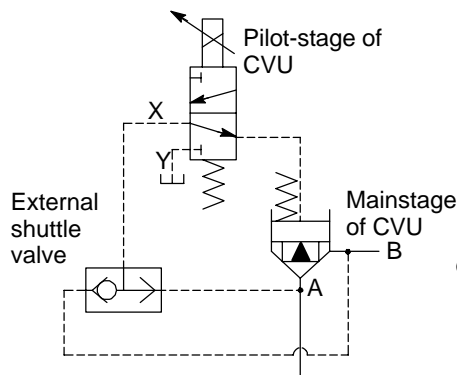 Pilot-stage of
CVU
X
Y
External
shuttle
valve
Mainstage
of CVU
B
A